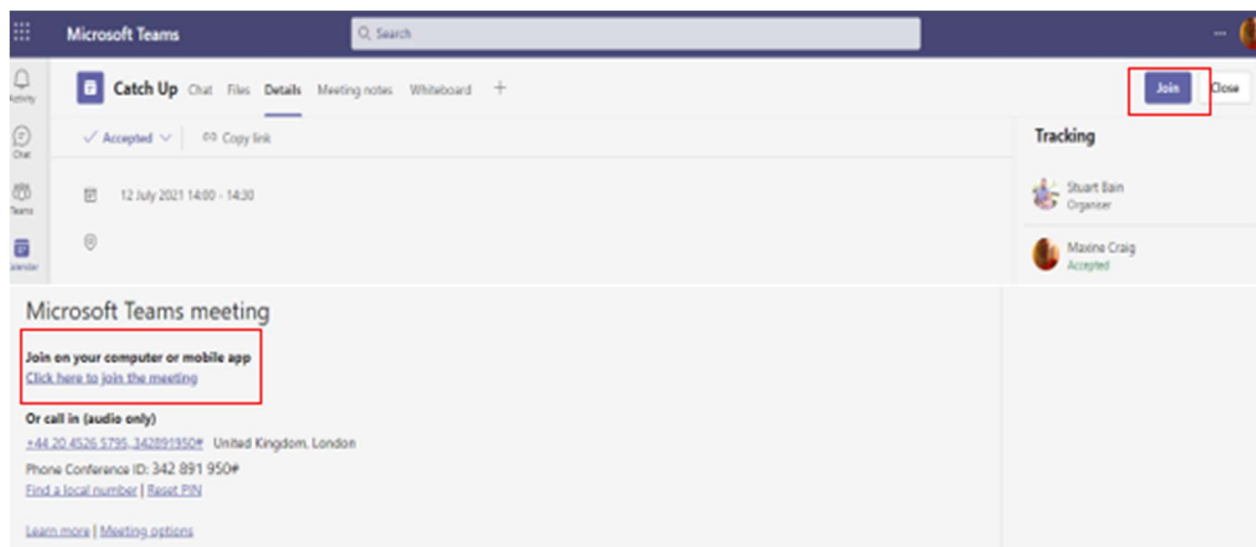 Microsoft Teams
Search
Catch Up Chat Files Details Meeting notes Whiteboard
Join Close
Activity
Accepted Copy link
Tracking
Chat
12 July 2021 14:00 - 14:30
Stuart Bain
Organiser
Teams
Maxine Craig
Accepted
Calendar
Microsoft Teams meeting
Join on your computer or mobile app
Click here to join the meeting
Or call in (audio only)
+44 20 4526 5795,,342891950# United Kingdom, London
Phone Conference ID: 342 891 950#
Find a local number | Reset PIN
Learn more | Meeting options